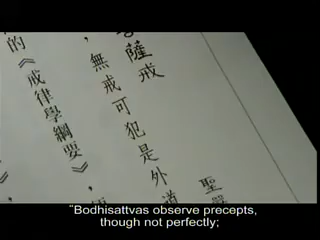 菩薩戒
，無戒可犯是外道
的《戒律學綱要》，
聖
"Bodhisattvas observe precepts,
though not perfectly;